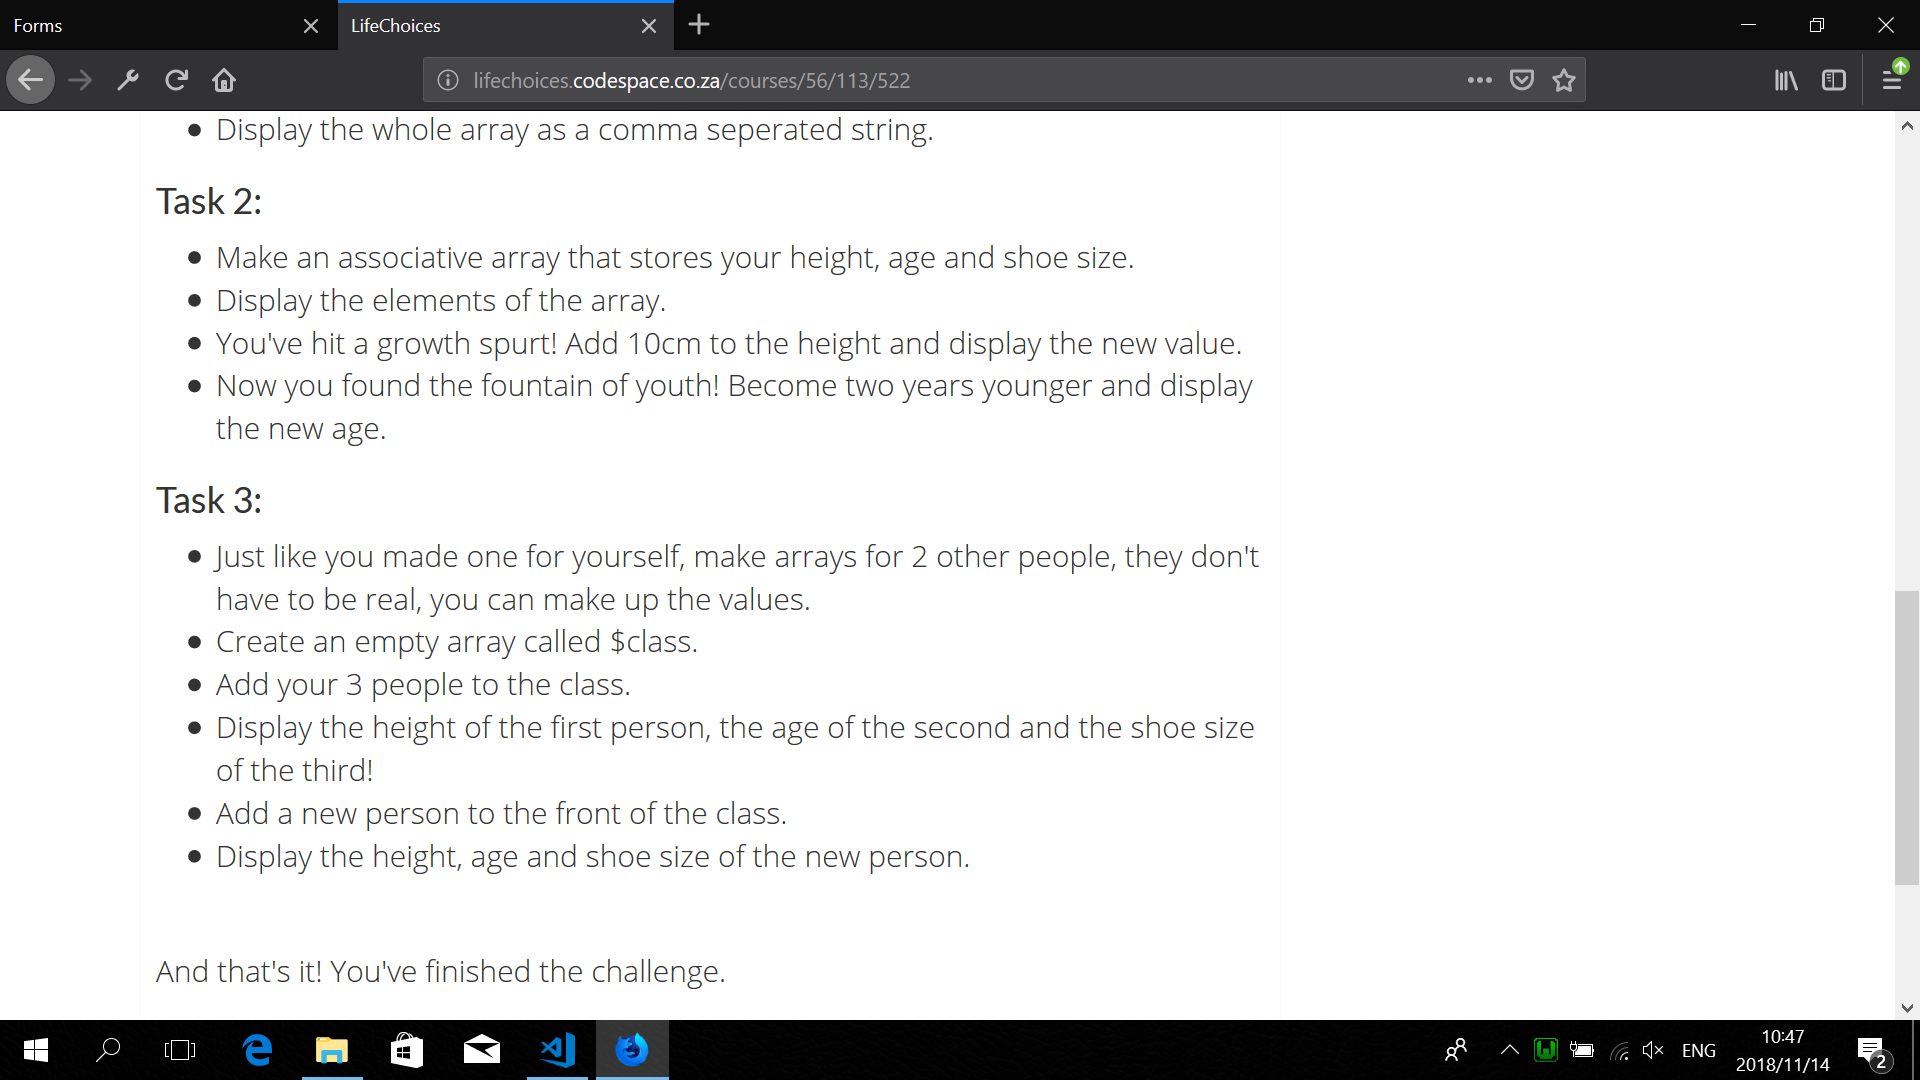 Forms
LifeChoices
lifechoices.codespace.co.za/courses/56/113/522
Display the whole array as a comma seperated string.
Task 2:
Make an associative array that stores your height, age and shoe size.
Display the elements of the array.
You've hit a growth spurt! Add 10cm to the height and display the new value.
Now you found the fountain of youth! Become two years younger and display
the new age.
Task 3:
Just like you made one for yourself, make arrays for 2 other people, they don't
have to be real, you can make up the values.
Create an empty array called $class.
Add your 3 people to the class.
Display the height of the first person, the age of the second and the shoe size
of the third!
Add a new person to the front of the class.
Display the height, age and shoe size of the new person.
And that's it! You've finished the challenge.
ENG
10:47
2018/11/14
2